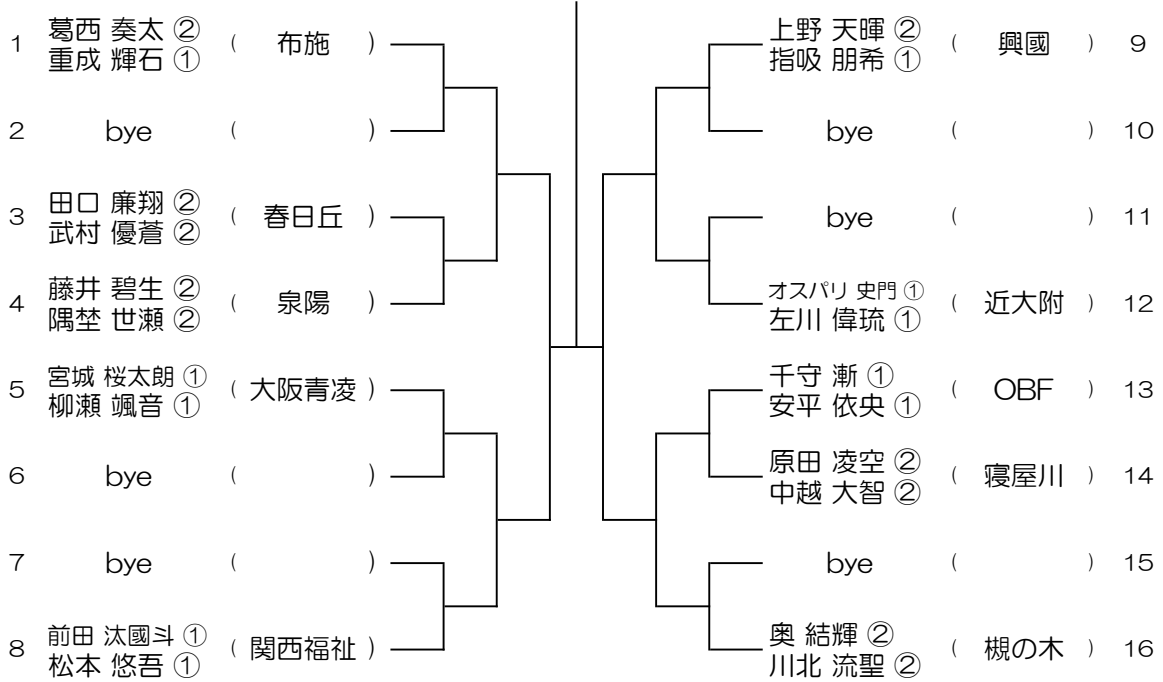 1 葛西 奏太 ② ( 布施 )
重成 輝石 ①
2 bye ( )
3 田口 廉翔 ② ( 春日丘 )
武村 優蒼 ②
4 藤井 碧生 ② ( 泉陽 )
隅埜 世瀬 ②
5 宮城 桜太朗 ① ( 大阪青凌 )
柳瀬 颯音 ①
6 bye ( )
7 bye ( )
8 前田 汰國斗 ① ( 関西福祉 )
松本 悠吾 ①
上野 天暉 ② ( 興國 ) 9
指吸 朋希 ①
bye ( ) 10
bye ( ) 11
オスパリ 史門 ① ( 近大附 ) 12
左川 偉琉 ①
千守 漸 ① ( OBF ) 13
安平 依央 ①
原田 凌空 ② ( 寝屋川 ) 14
中越 大智 ②
bye ( ) 15
奥 結輝 ② ( 槻の木 ) 16
川北 流聖 ②